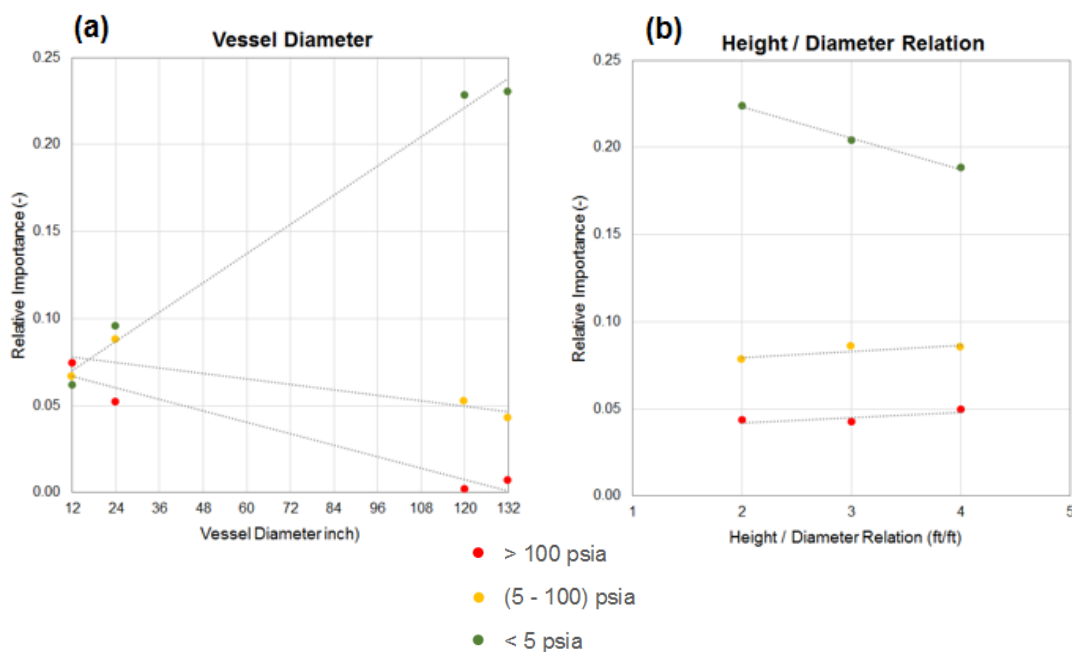 (a)
Vessel Diameter
0.25
0.20
0.15
0.10
0.05
0.00
Relative Importance (-)
12 24 36 48 60 72 84 96 108 120 132
Vessel Diameter inch)
(b)
Height / Diameter Relation
0.25
0.20
0.15
0.10
0.05
0.00
Relative Importance (-)
1 2 3 4 5
Height / Diameter Relation (ft/ft)
> 100 psia
(5 - 100) psia
< 5 psia